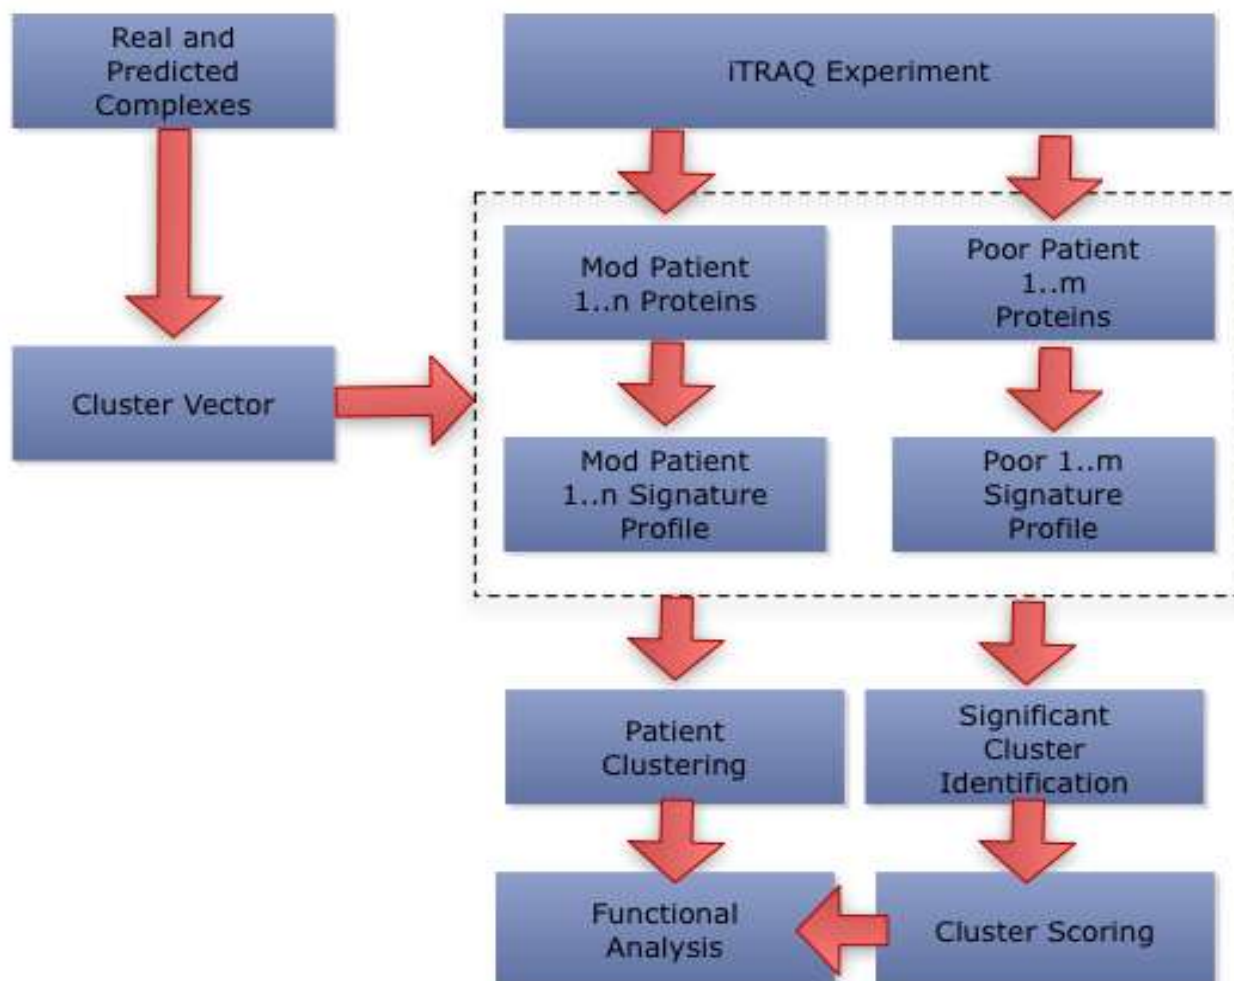 Real and
Predicted
Complexes
iTRAQ Experiment
Mod Patient
1..n Proteins
Poor Patient
1..m
Proteins
Cluster Vector
Mod Patient
1..n Signature
Profile
Poor 1..m
Signature
Profile
Patient
Clustering
Significant
Cluster
Identification
Functional
Analysis
Cluster Scoring